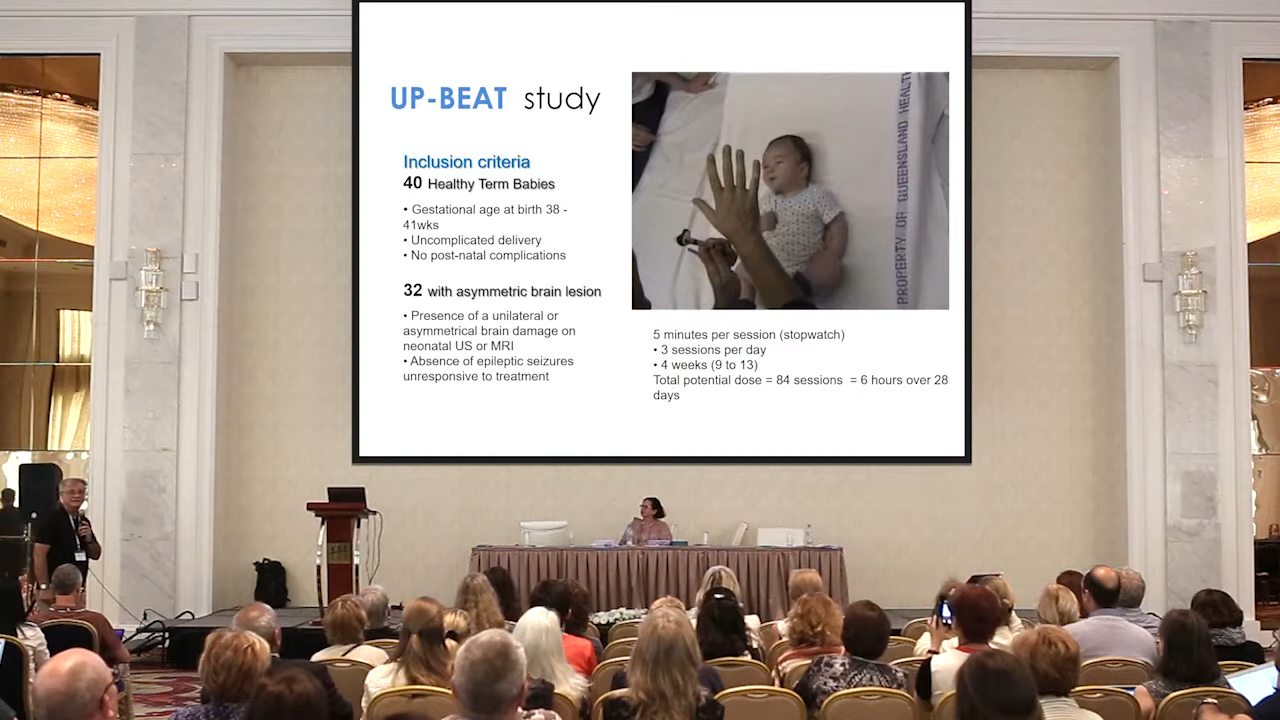 UP-BEAT study
Inclusion criteria
40 Healthy Term Babies
• Gestational age at birth 38 -
41wks
• Uncomplicated delivery
• No post-natal complications
32 with asymmetric brain lesion
• Presence of a unilateral or
asymmetrical brain damage on
neonatal US or MRI
• Absence of epileptic seizures
unresponsive to treatment
PROPERTY OF QUEENSLAND HEALTH
5 minutes per session (stopwatch)
• 3 sessions per day
• 4 weeks (9 to 13)
Total potential dose = 84 sessions = 6 hours over 28
days